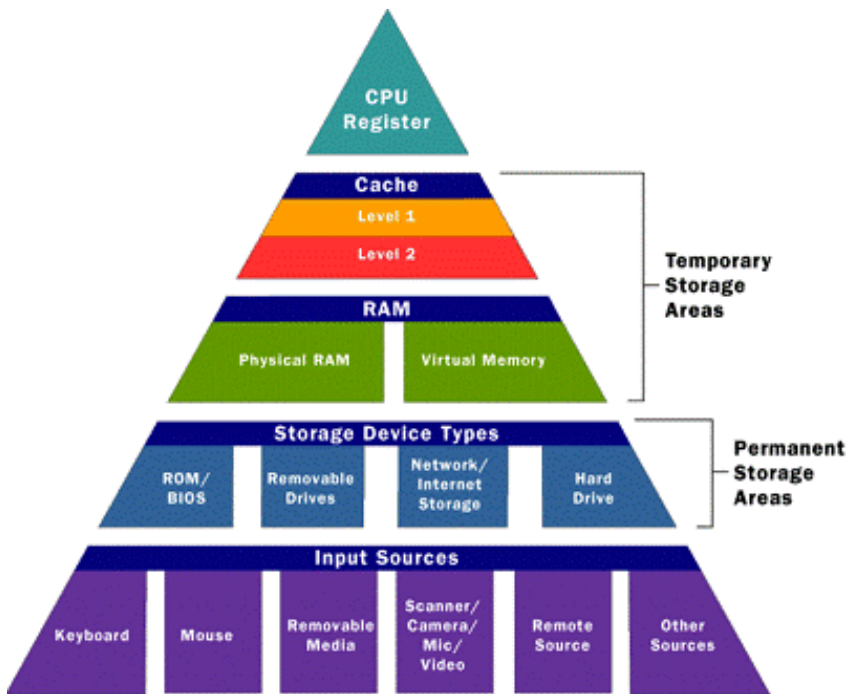 CPU
Register
Cache
Level 1
Level 2
Temporary
Storage
Areas
RAM
Physical RAM
Virtual Memory
Storage Device Types
ROM/
BIOS
Removable
Drives
Network/
Internet
Storage
Hard
Drive
Permanent
Storage
Areas
Input Sources
Keyboard
Mouse
Removable
Media
Scanner/
Camera/
Mic/
Video
Remote
Source
Other
Sources